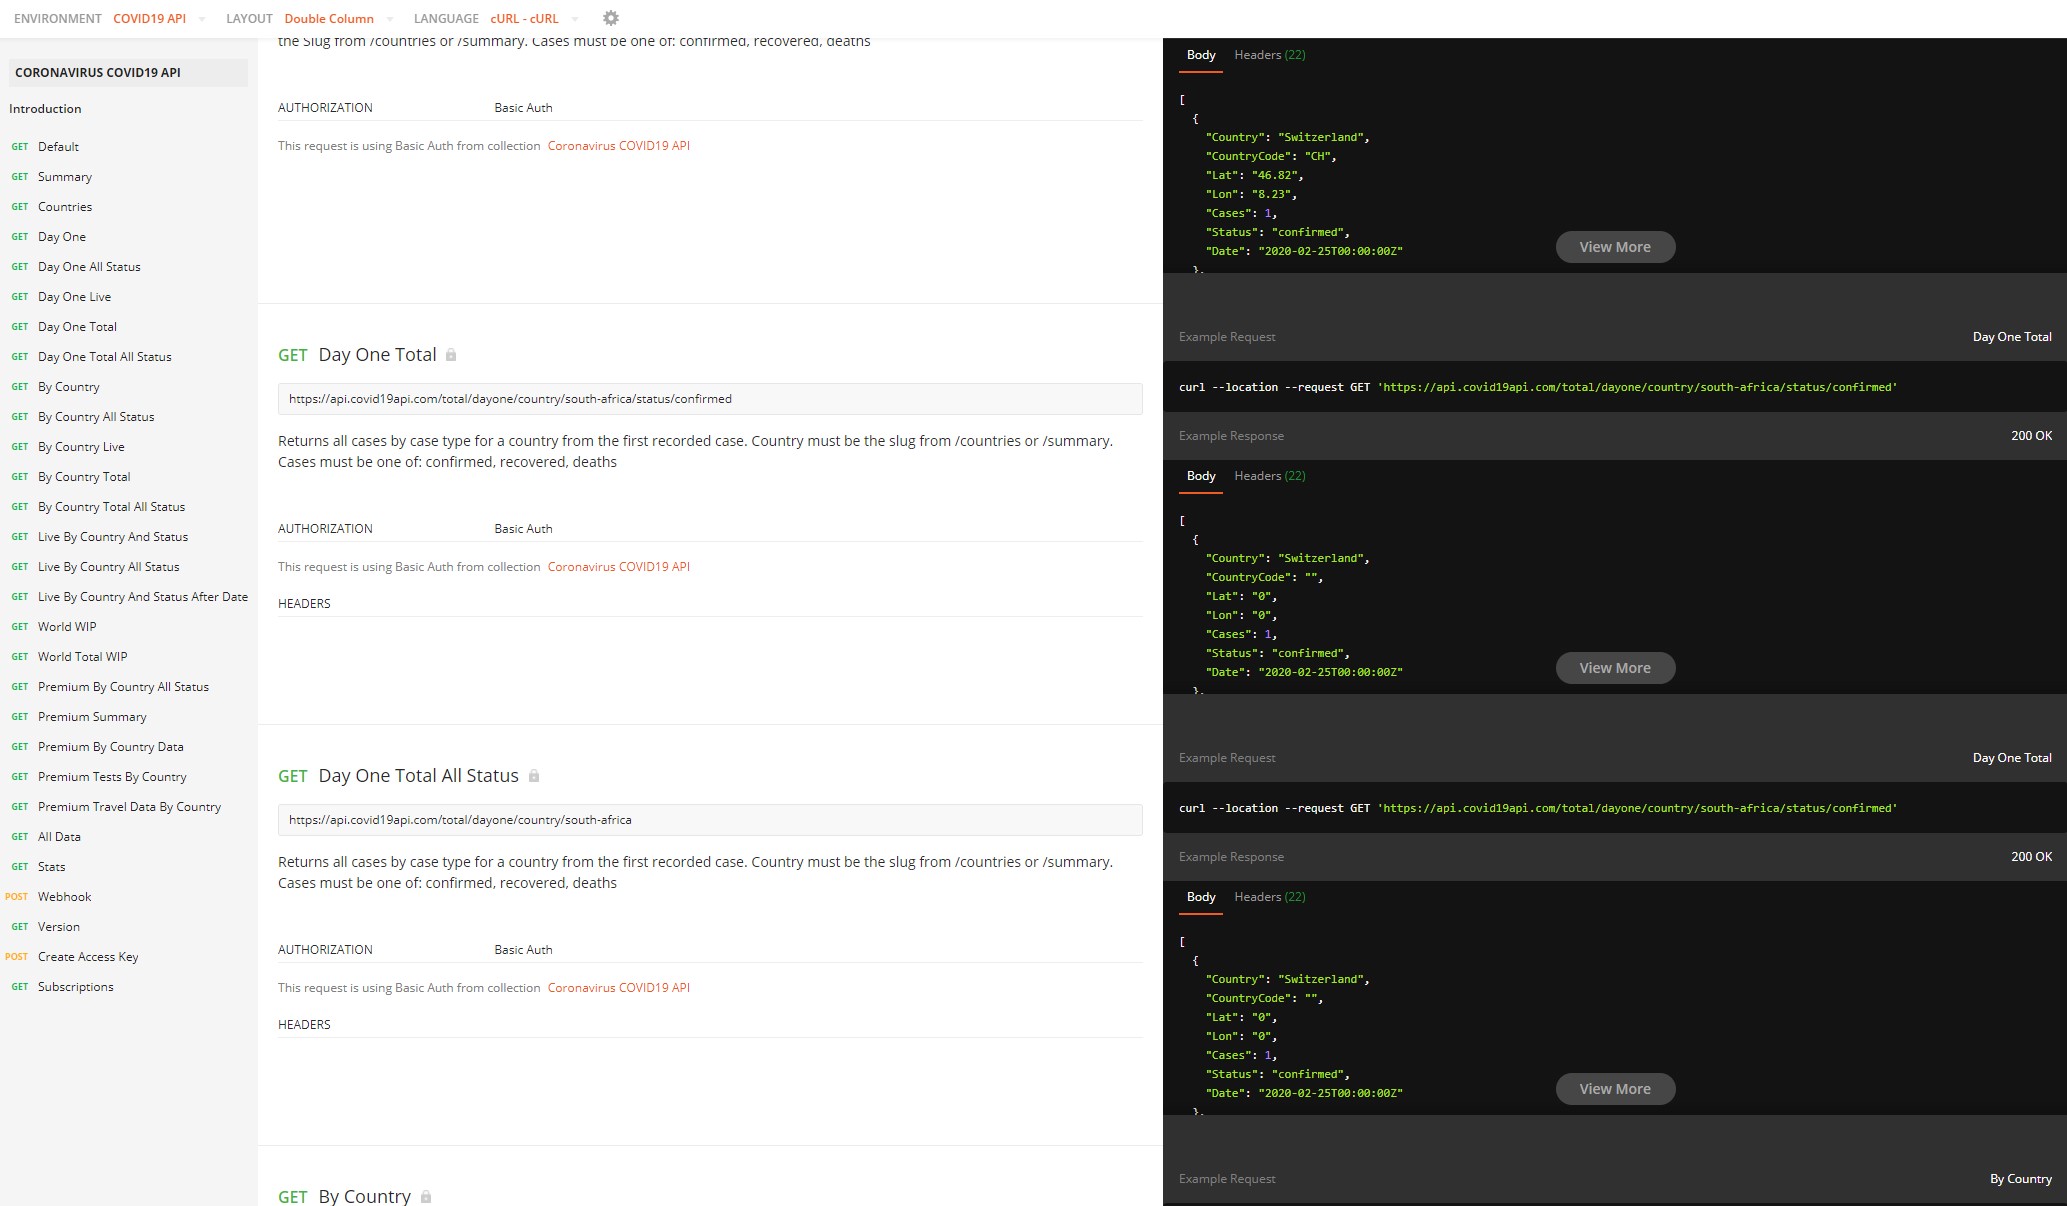 ENVIRONMENT COVID19 API LAYOUT Double Column LANGUAGE cURL - cURL
CORONAVIRUS COVID19 API
Introduction
GET Default
GET Summary
GET Countries
GET Day One
GET Day One All Status
GET Day One Live
GET Day One Total
GET Day One Total All Status
GET By Country
GET By Country All Status
GET By Country Live
GET By Country Total
GET By Country Total All Status
GET Live By Country And Status
GET Live By Country All Status
GET Live By Country And Status After Date
GET World WIP
GET World Total WIP
GET Premium By Country All Status
GET Premium Summary
GET Premium By Country Data
GET Premium Tests By Country
GET Premium Travel Data By Country
GET All Data
GET Stats
POST Webhook
GET Version
POST Create Access Key
GET Subscriptions
the Slug from /countries or /summary. Cases must be one of: confirmed, recovered, deaths
AUTHORIZATION Basic Auth
This request is using Basic Auth from collection Coronavirus COVID19 API
GET Day One Total
https://api.covid19api.com/total/dayone/country/south-africa/status/confirmed
Returns all cases by case type for a country from the first recorded case. Country must be the slug from /countries or /summary.
Cases must be one of: confirmed, recovered, deaths
AUTHORIZATION Basic Auth
This request is using Basic Auth from collection Coronavirus COVID19 API
HEADERS
GET Day One Total All Status
https://api.covid19api.com/total/dayone/country/south-africa
Returns all cases by case type for a country from the first recorded case. Country must be the slug from /countries or /summary.
Cases must be one of: confirmed, recovered, deaths
AUTHORIZATION Basic Auth
This request is using Basic Auth from collection Coronavirus COVID19 API
HEADERS
GET By Country
Body Headers (22)
[
{
"Country": "Switzerland",
"CountryCode": "CH",
"Lat": "46.82",
"Lon": "8.23",
"Cases": 1,
"Status": "confirmed",
"Date": "2020-02-25T00:00:00Z"
},
View More
Example Request Day One Total
curl --location --request GET 'https://api.covid19api.com/total/dayone/country/south-africa/status/confirmed'
Example Response 200 OK
Body Headers (22)
[
{
"Country": "Switzerland",
"CountryCode": "",
"Lat": "0",
"Lon": "0",
"Cases": 1,
"Status": "confirmed",
"Date": "2020-02-25T00:00:00Z"
},
View More
Example Request Day One Total
curl --location --request GET 'https://api.covid19api.com/total/dayone/country/south-africa/status/confirmed'
Example Response 200 OK
Body Headers (22)
[
{
"Country": "Switzerland",
"CountryCode": "",
"Lat": "0",
"Lon": "0",
"Cases": 1,
"Status": "confirmed",
"Date": "2020-02-25T00:00:00Z"
},
View More
Example Request By Country